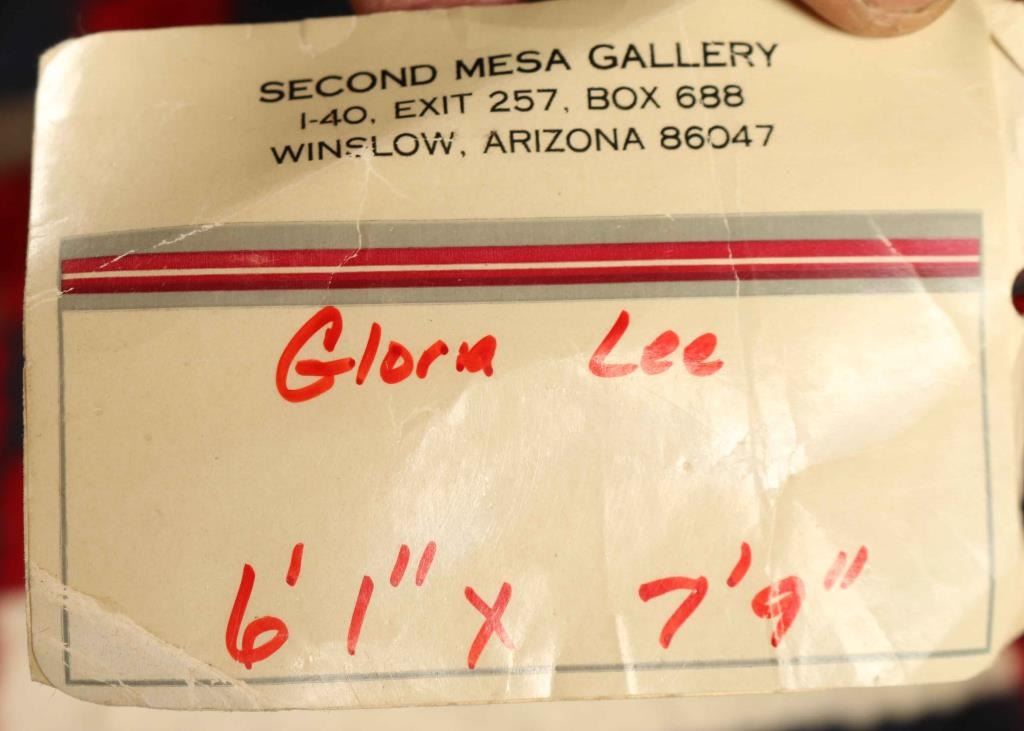 SECOND MESA GALLERY
I-40, EXIT 257, BOX 688
WINSLOW, ARIZONA 86047
Gloria Lee
6'1" X 7'9"